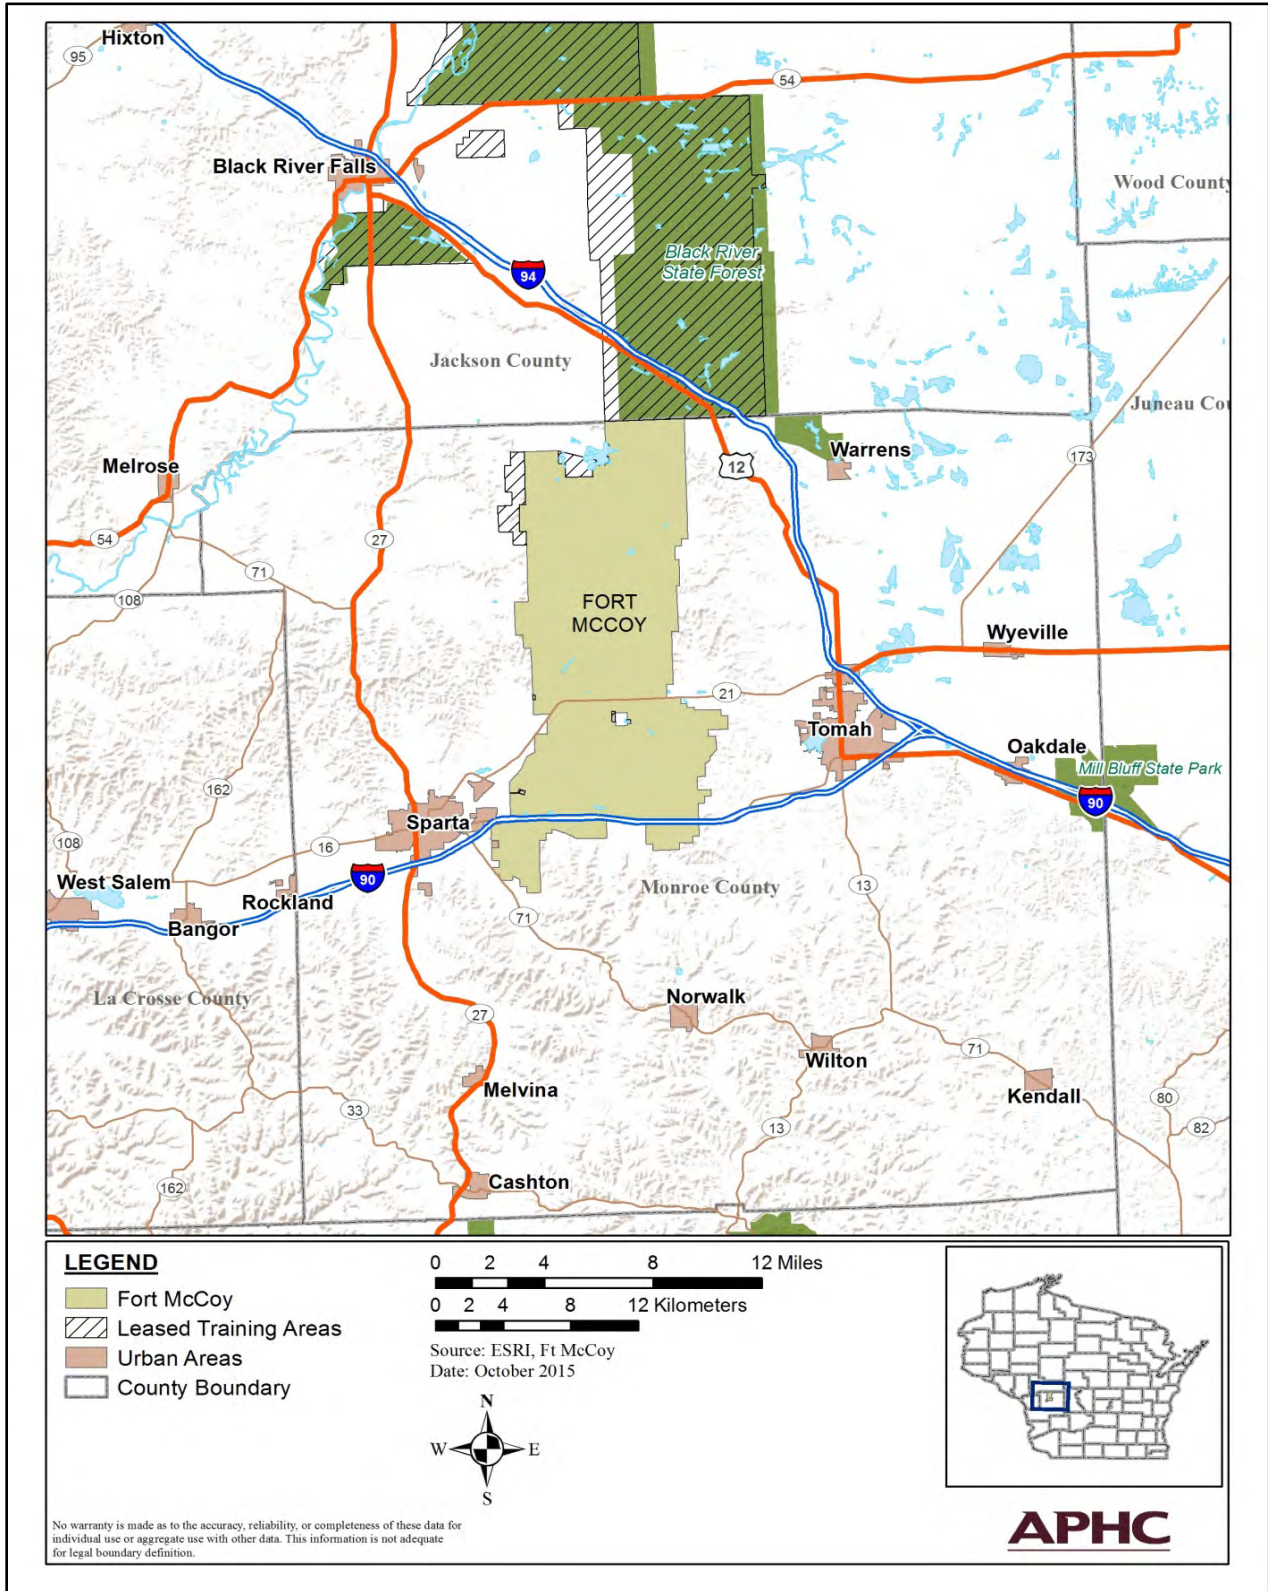 Hixton
95
54
Black River Falls
Wood County
Black River
State Forest
94
Jackson County
Juneau Cou
Warrens
173
Melrose
12
54
27
71
108
FORT
MCCOY
Wyeville
21
Tomah
Oakdale
Mill Bluff State Park
162
90
Sparta
108
16
West Salem
90
Rockland
Monroe County
13
Bangor
71
La Crosse County
Norwalk
27
71
Wilton
Melvina
Kendall
33
80
13
82
162
Cashton
LEGEND
Fort McCoy
Leased Training Areas
Urban Areas
County Boundary
0 2 4 8 12 Miles
0 2 4 8 12 Kilometers
Source: ESRI, Ft McCoy
Date: October 2015
N
W E
S
No warranty is made as to the accuracy, reliability, or completeness of these data for
individual use or aggregate use with other data. This information is not adequate
for legal boundary definition.
APHC